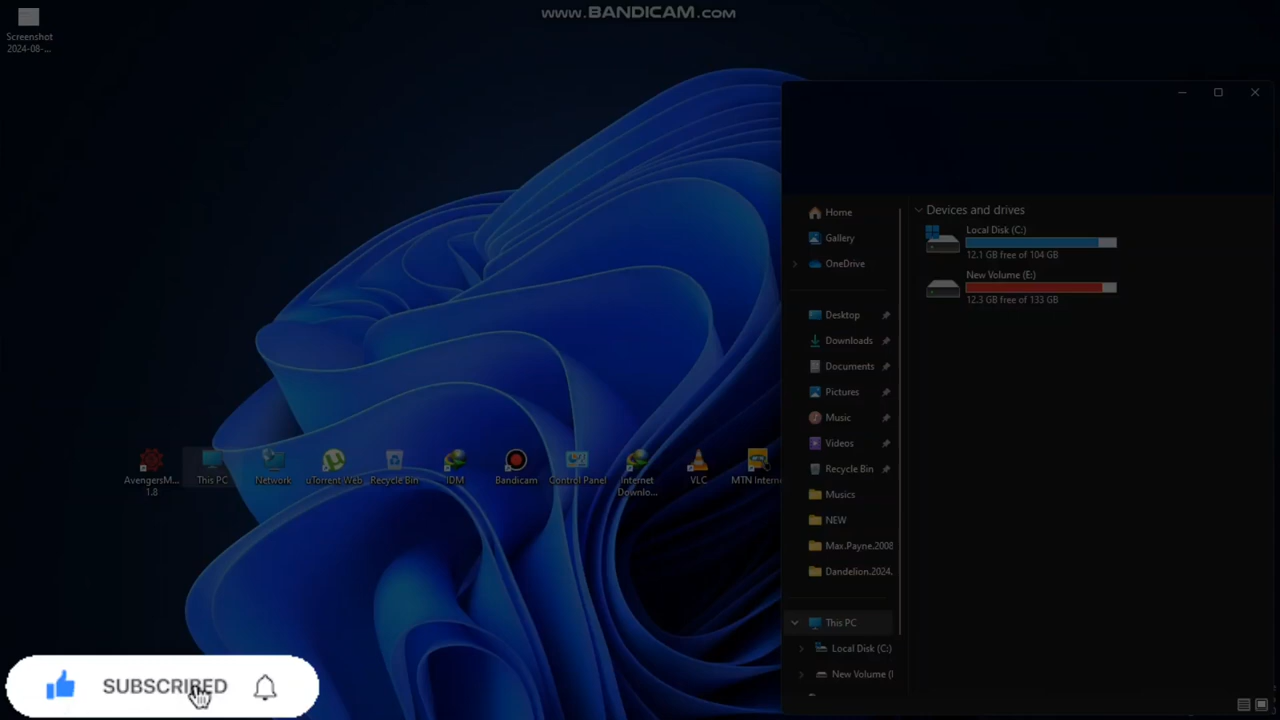 www.BANDICAM.com
Screenshot
2024-08-...
Home
Gallery
OneDrive
Desktop
Downloads
Documents
Pictures
Music
Videos
Recycle Bin
Musics
NEW
Max.Payne.2008
Dandelion.2024.
This PC
Local Disk (C:)
New Volume (
Devices and drives
Local Disk (C:)
12.1 GB free of 104 GB
New Volume (E:)
12.3 GB free of 133 GB
AvengersM...
1.8
This PC
Network
uTorrent Web
Recycle Bin
IDM
Bandicam
Control Panel
Internet
Downlo...
VLC
MTN Intern
SUBSCRIBED